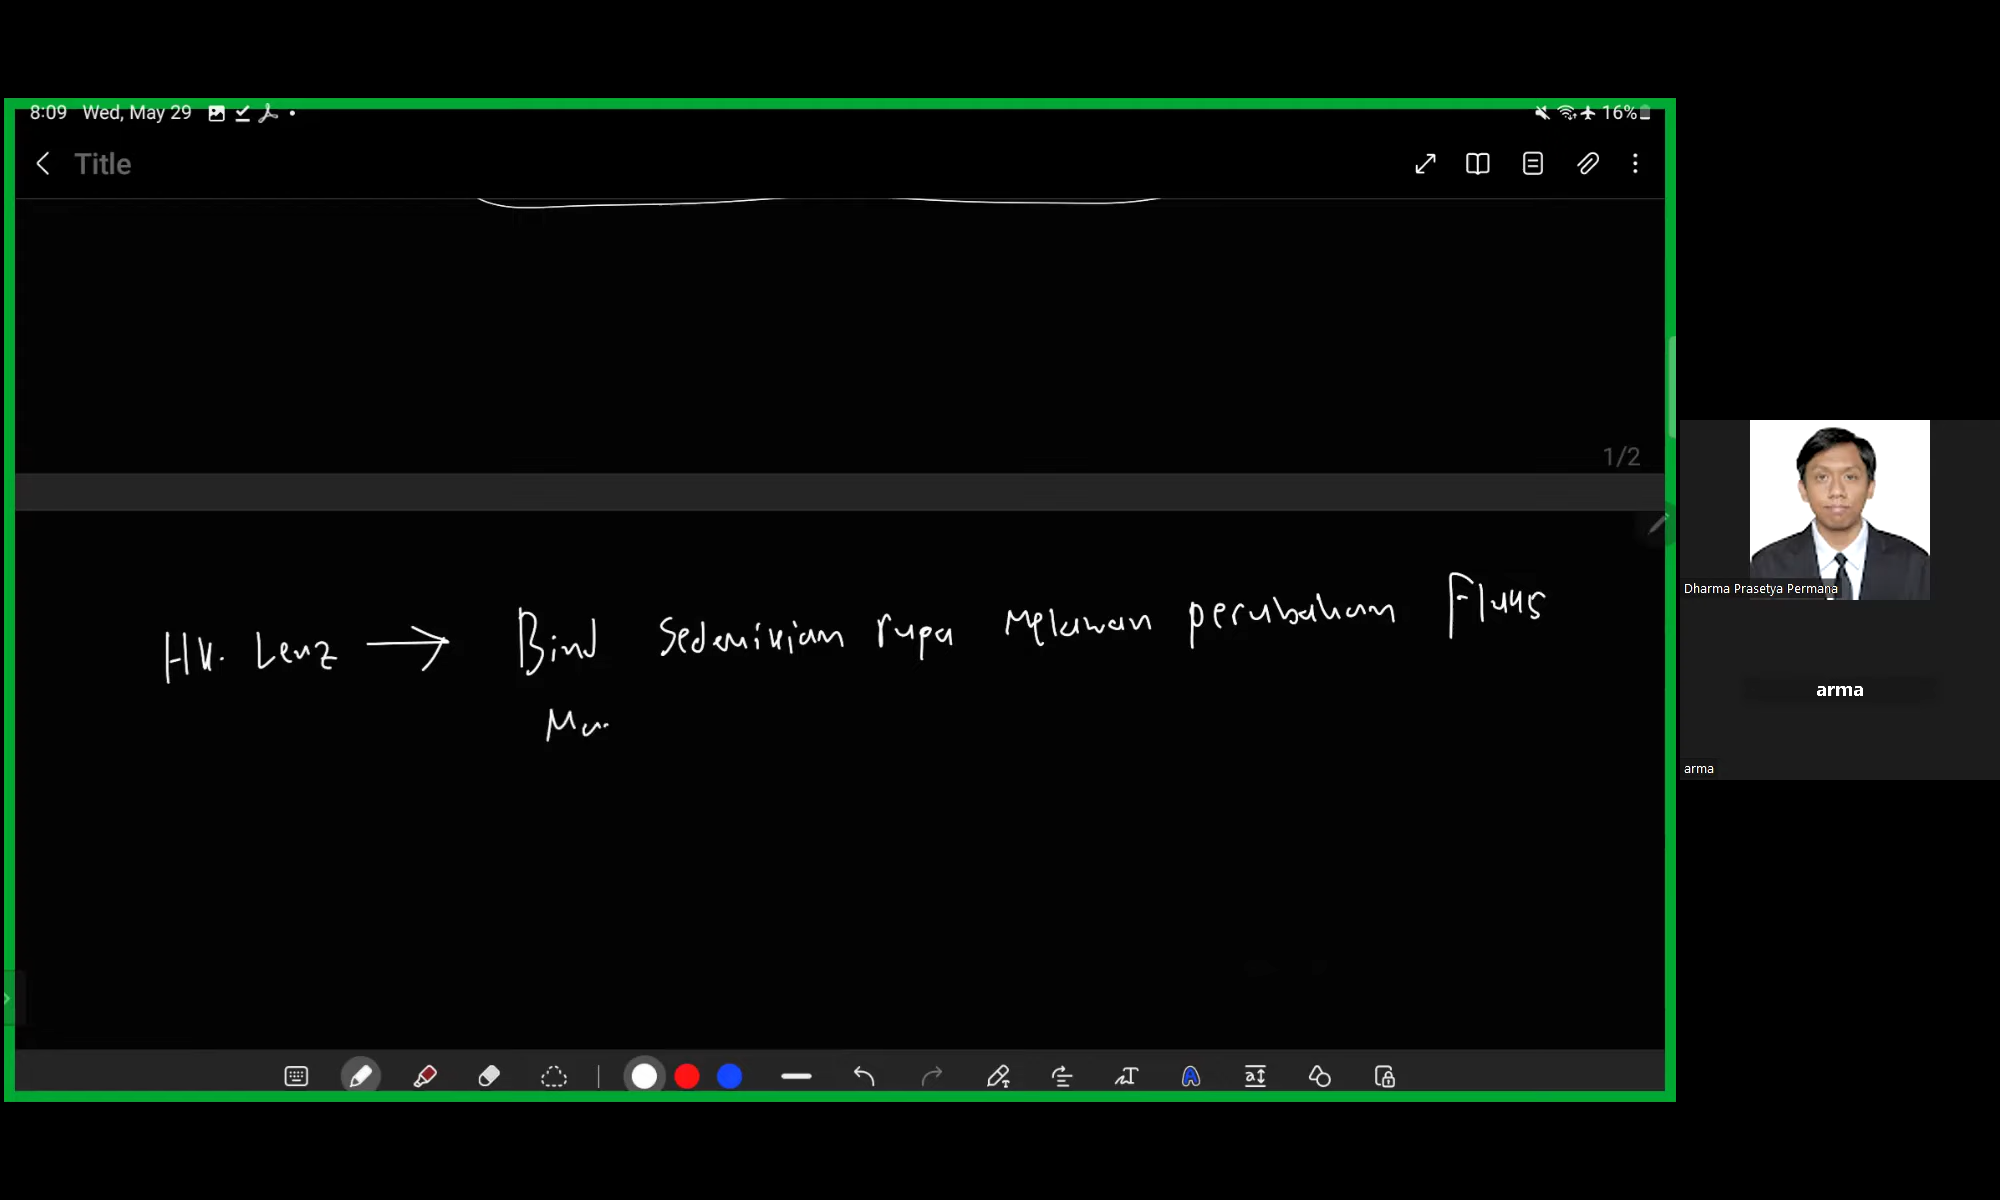 8:09 Wed, May 29 16%
Title
1/2
Hk. Lenz → Bind sedemikian rupa melawan perubahan Fluks
Ma
Dharma Prasetya Permana
arma
arma